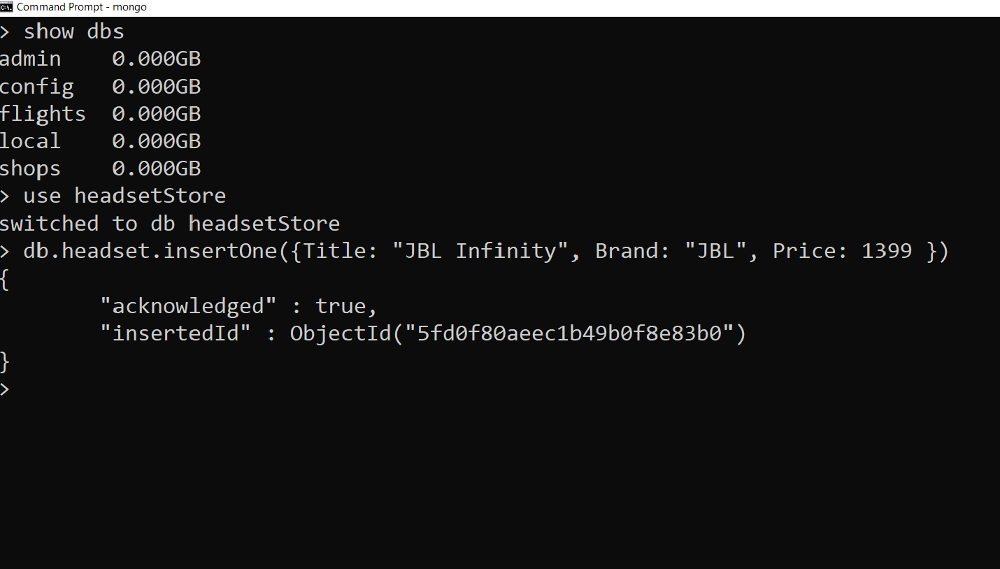 Command Prompt - mongo
> show dbs
admin    0.000GB
config   0.000GB
flights  0.000GB
local    0.000GB
shops    0.000GB
> use headsetStore
switched to db headsetStore
> db.headset.insertOne({Title: "JBL Infinity", Brand: "JBL", Price: 1399 })
{
        "acknowledged" : true,
        "insertedId" : ObjectId("5fd0f80aeec1b49b0f8e83b0")
}
>